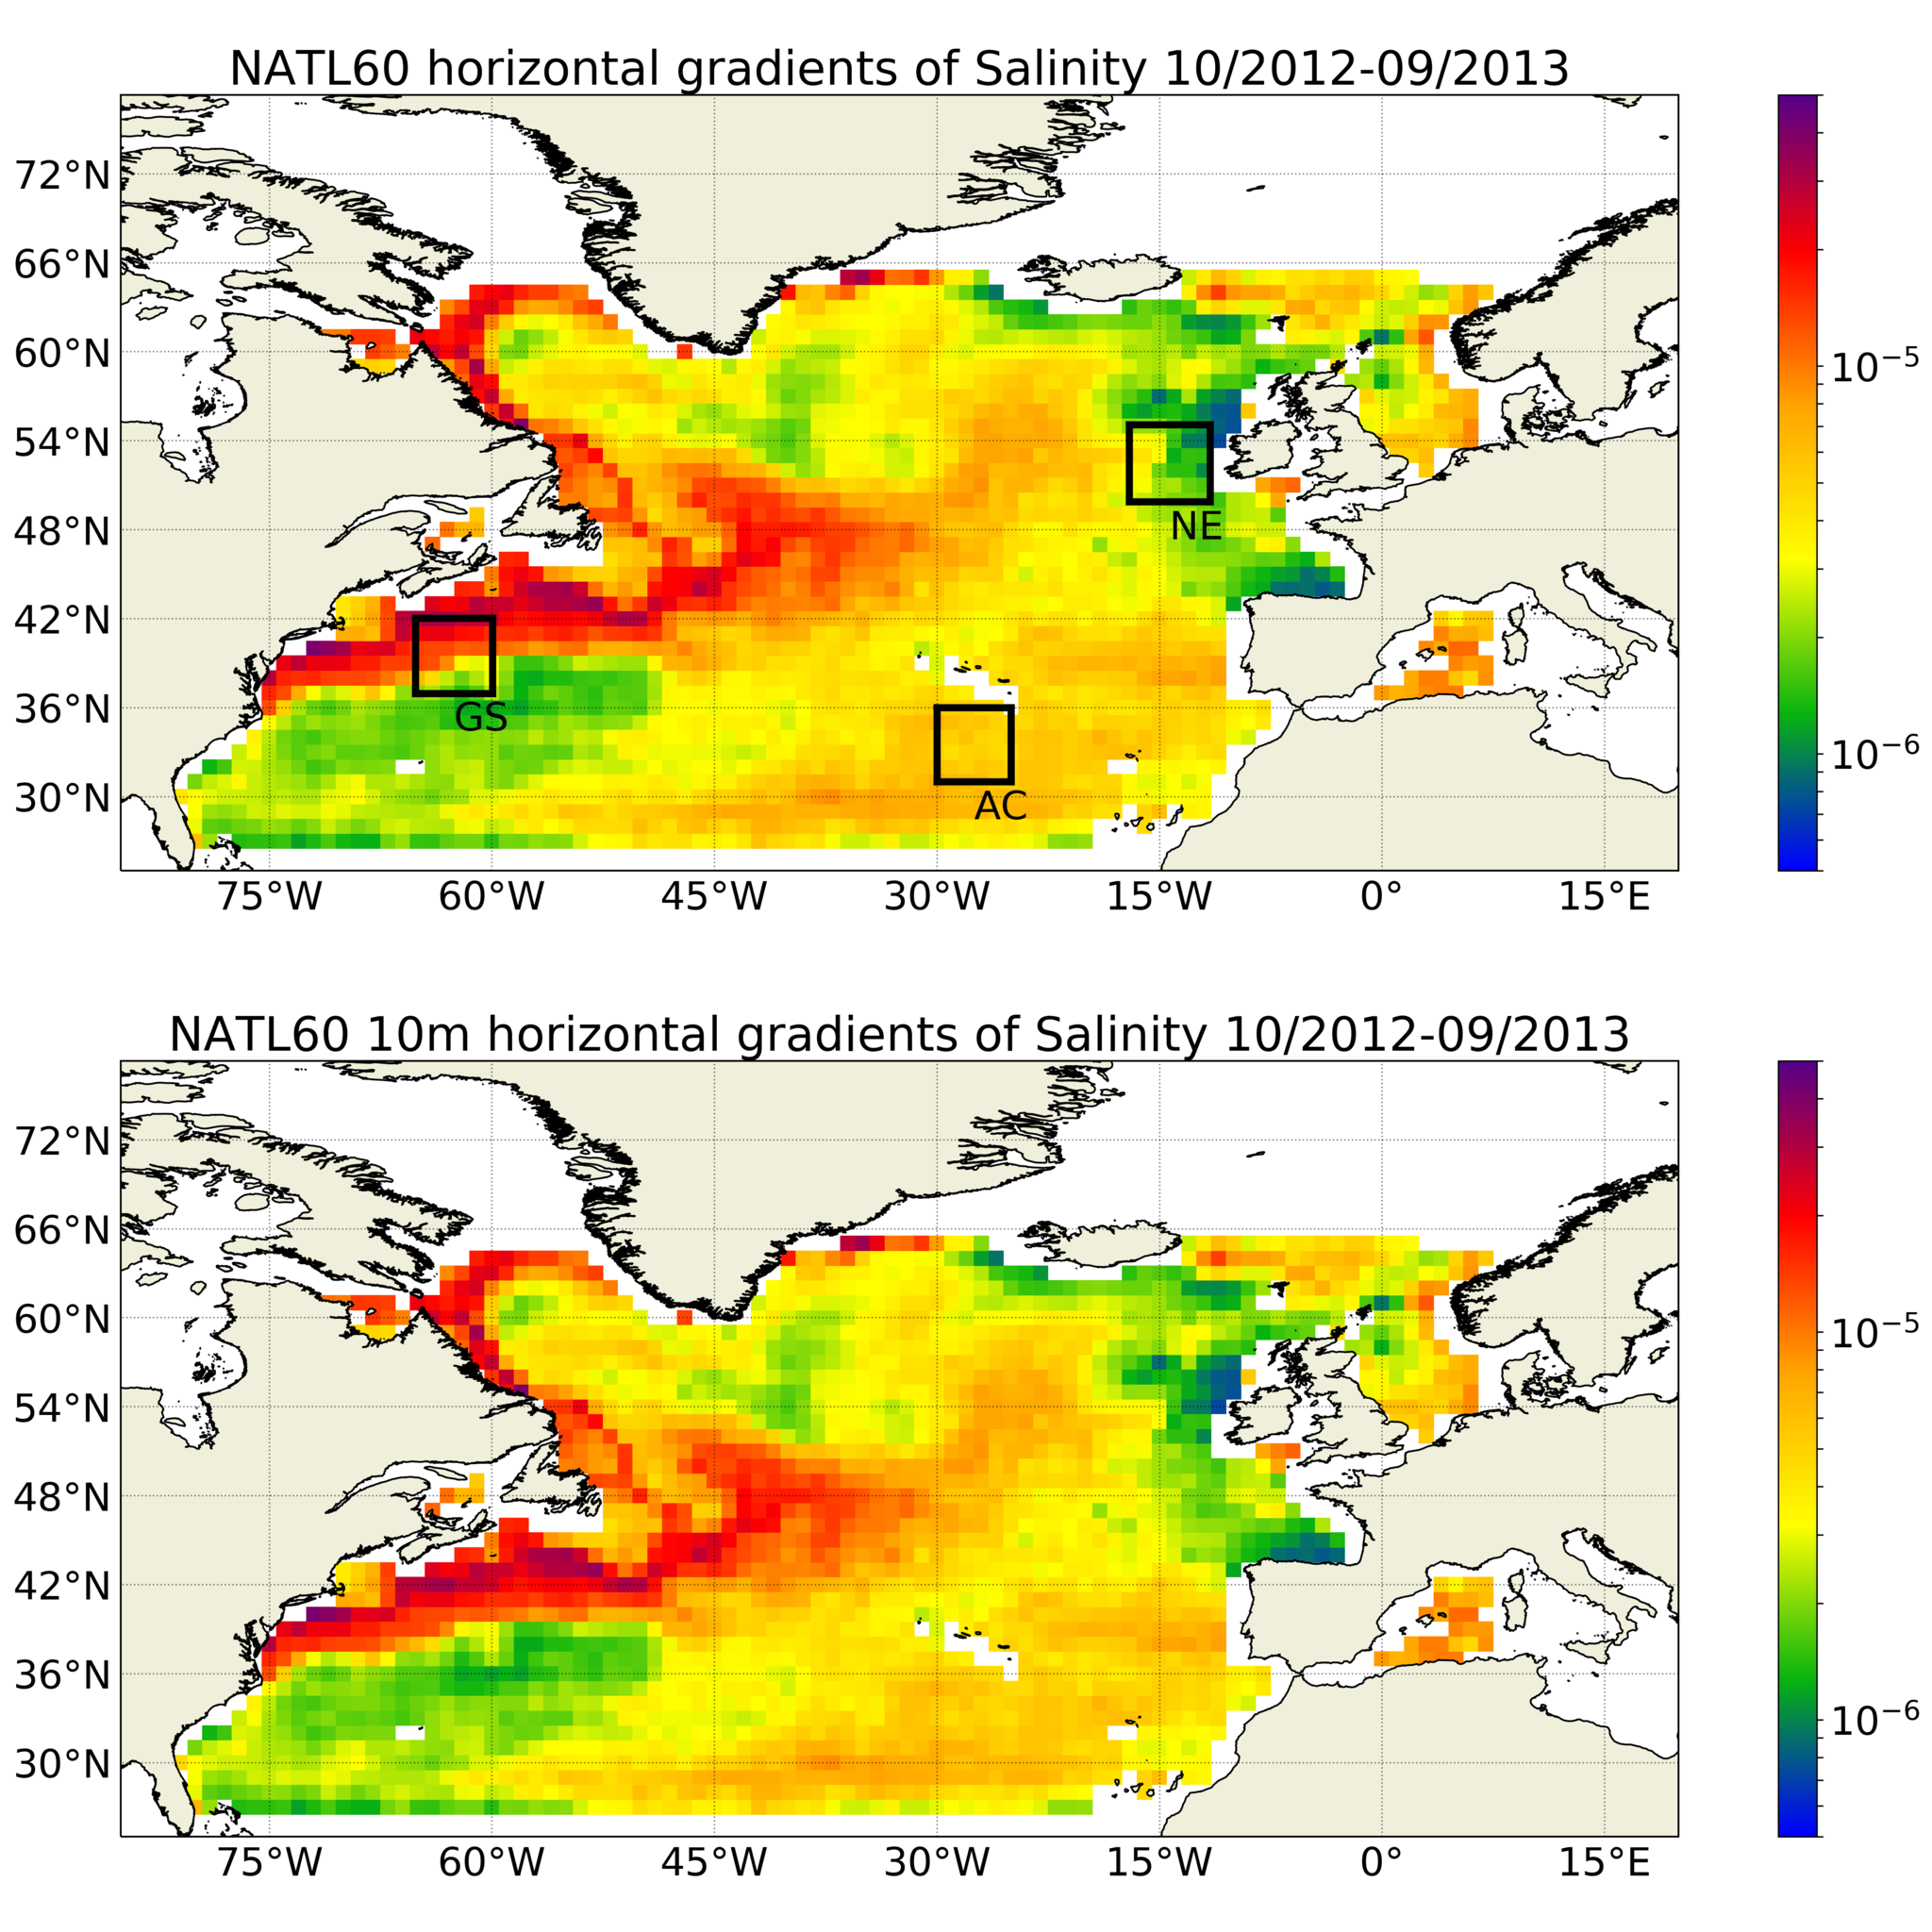 NATL60 horizontal gradients of Salinity 10/2012-09/2013
72°N
66°N
60°N
54°N
48°N
42°N
36°N
30°N
NE
GS
AC
75°W 60°W 45°W 30°W 15°W 0° 15°E
10⁻⁵
10⁻⁶
NATL60 10m horizontal gradients of Salinity 10/2012-09/2013
72°N
66°N
60°N
54°N
48°N
42°N
36°N
30°N
75°W 60°W 45°W 30°W 15°W 0° 15°E
10⁻⁵
10⁻⁶